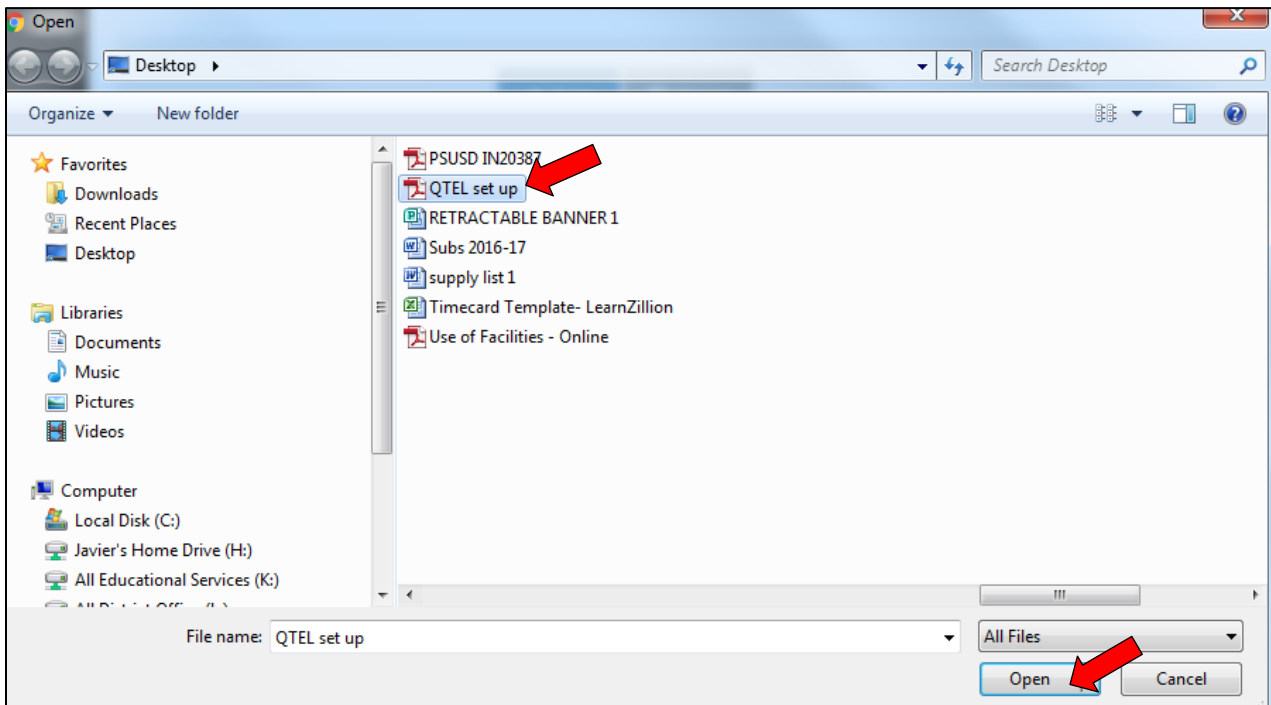 Open
Desktop
Search Desktop
Organize New folder
Favorites
Downloads
Recent Places
Desktop
Libraries
Documents
Music
Pictures
Videos
Computer
Local Disk (C:)
Javier's Home Drive (H:)
All Educational Services (K:)
PSUSD IN20387
QTEL set up
RETRACTABLE BANNER 1
Subs 2016-17
supply list 1
Timecard Template- LearnZillion
Use of Facilities - Online
File name: QTEL set up
All Files
Open Cancel